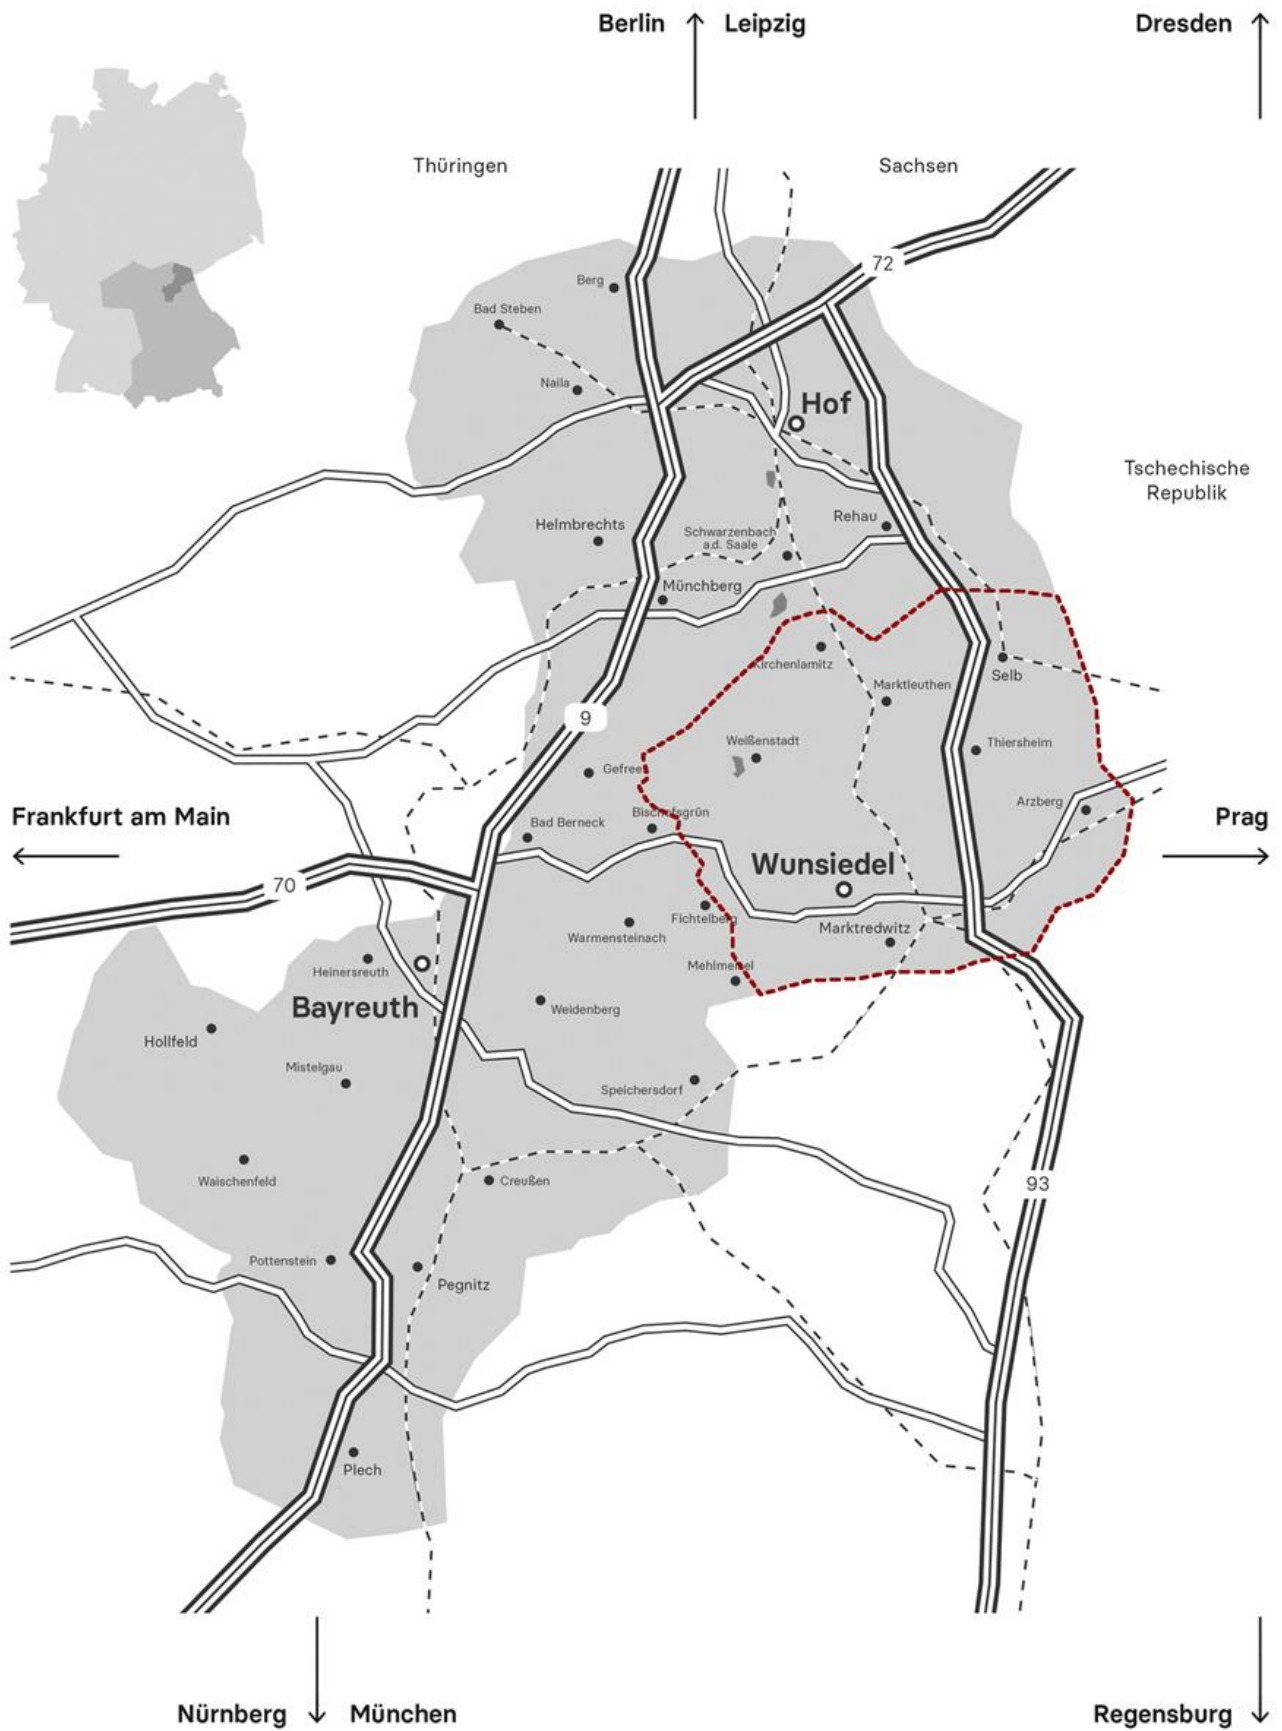 Berlin
Leipzig
Dresden
Thüringen
Sachsen
72
Berg
Bad Steben
Naila
Hof
Tschechische
Republik
Helmbrechts
Schwarzenbach
a.d. Saale
Rehau
Münchberg
Kirchenlamitz
Selb
Marktleuthen
9
Weißenstadt
Thiersheim
Gefrees
Arzberg
Frankfurt am Main
Bad Berneck
Bischofsgrün
Prag
Wunsiedel
70
Fichtelberg
Marktredwitz
Warmensteinach
Heinersreuth
Mehlmeisel
Bayreuth
Weidenberg
Hollfeld
Mistelgau
Speichersdorf
Waischenfeld
Creußen
93
Pottenstein
Pegnitz
Plech
Nürnberg
München
Regensburg